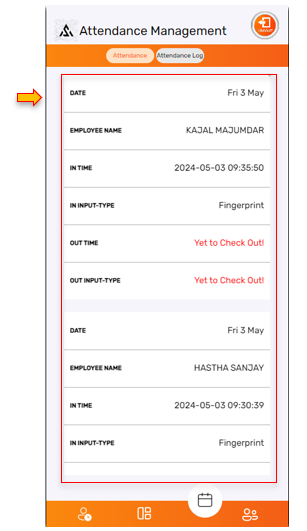 Attendance Management
Attendance
Attendance Log
DATE Fri 3 May
EMPLOYEE NAME KAJAL MAJUMDAR
IN TIME 2024-05-03 09:35:50
IN INPUT-TYPE Fingerprint
OUT TIME Yet to Check Out!
OUT INPUT-TYPE Yet to Check Out!
DATE Fri 3 May
EMPLOYEE NAME HASTHA SANJAY
IN TIME 2024-05-03 09:30:39
IN INPUT-TYPE Fingerprint